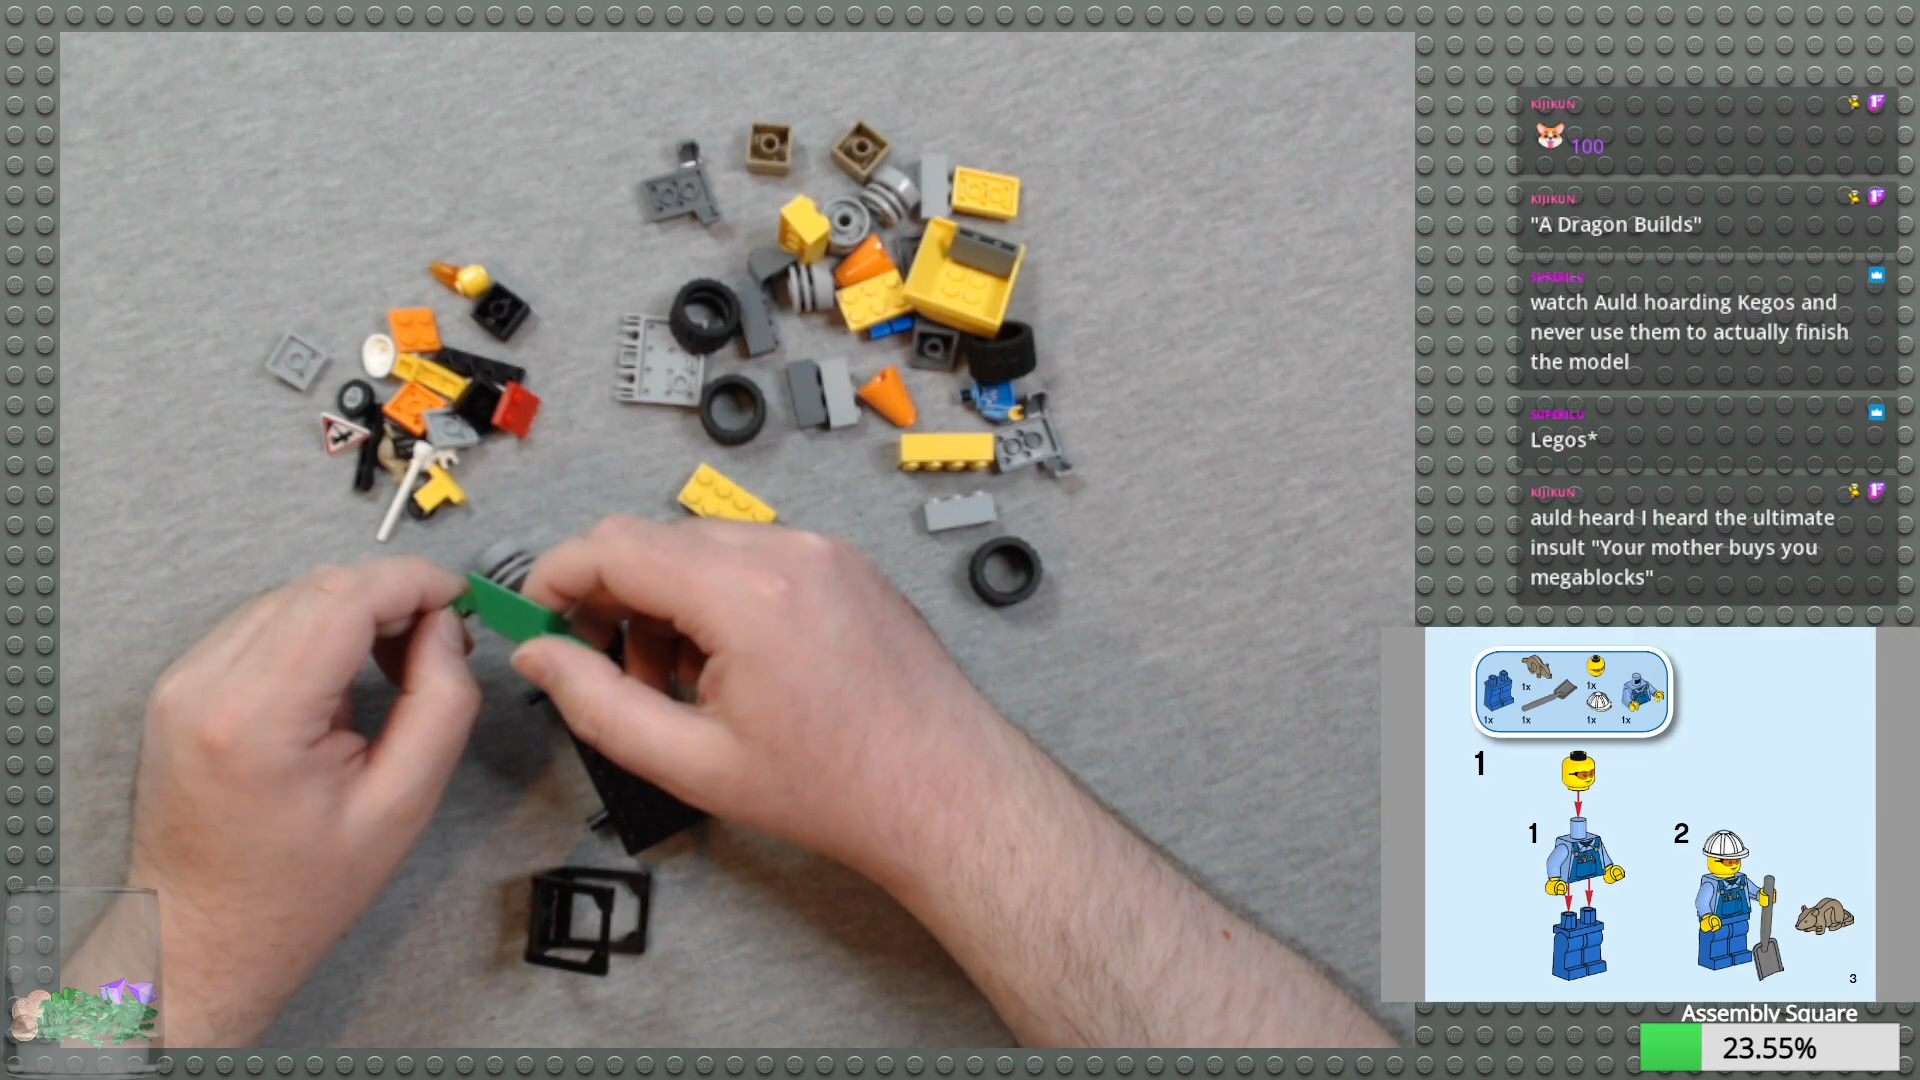 KIJIKUN
100
KIJIKUN
"A Dragon Builds"
SUPERILU
watch Auld hoarding Kegos and
never use them to actually finish
the model
SUPERILU
Legos*
KIJIKUN
auld heard I heard the ultimate
insult "Your mother buys you
megablocks"
1x
1x
1x
1x
1x
1
1
2
3
Assembly Square
23.55%